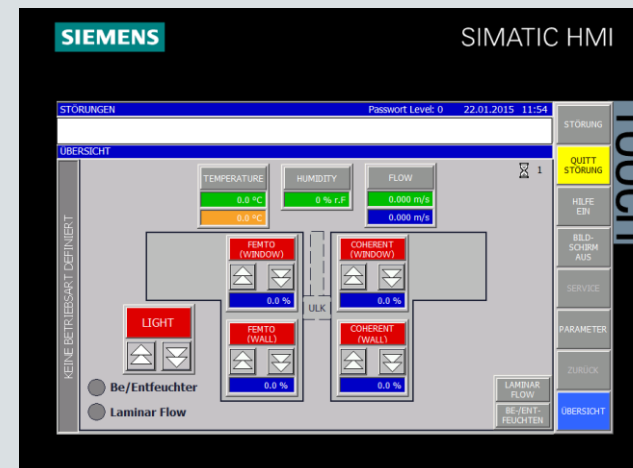 SIEMENS
SIMATIC HMI
TOUCH
STÖRUNGEN
Passwort Level: 0
22.01.2015 11:54
STÖRUNG
ÜBERSICHT
1
QUITT
STÖRUNG
TEMPERATURE
HUMIDITY
FLOW
0.0 °C
0 % r.F
0.000 m/s
0.0 °C
0.000 m/s
HILFE
EIN
BILD-
SCHIRM
AUS
KEINE BETRIEBSART DEFINIERT
FEMTO
(WINDOW)
COHERENT
(WINDOW)
SERVICE
0.0 %
ULK
0.0 %
LIGHT
FEMTO
(WALL)
COHERENT
(WALL)
PARAMETER
0.0 %
0.0 %
ZURÜCK
Be/Entfeuchter
Laminar Flow
LAMINAR
FLOW
BE-/ENT-
FEUCHTEN
ÜBERSICHT